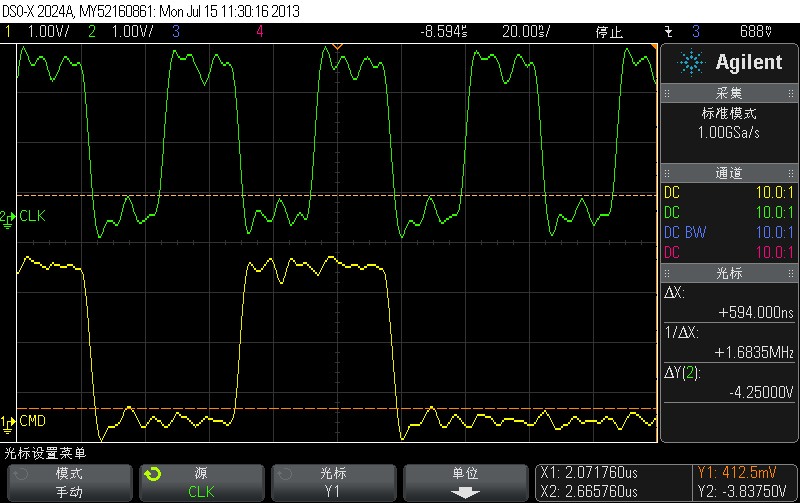 DSO-X 2024A, MY52160861: Mon Jul 15 11:30:16 2013
1 1.00V/ 2 1.00V/ 3 4 -8.594s 20.00s/ 停止 3 688V
Agilent
采集
标准模式
1.00GSa/s
通道
DC 10.0:1
DC 10.0:1
DC BW 10.0:1
DC 10.0:1
光标
ΔX:
+594.000ns
1/ΔX:
+1.6835MHz
ΔY(2):
-4.25000V
2 CLK
1 CMD
光标设置菜单
模式
手动
源
CLK
光标
Y1
单位
X1: 2.071760us
X2: 2.665760us
Y1: 412.5mV
Y2: -3.83750V